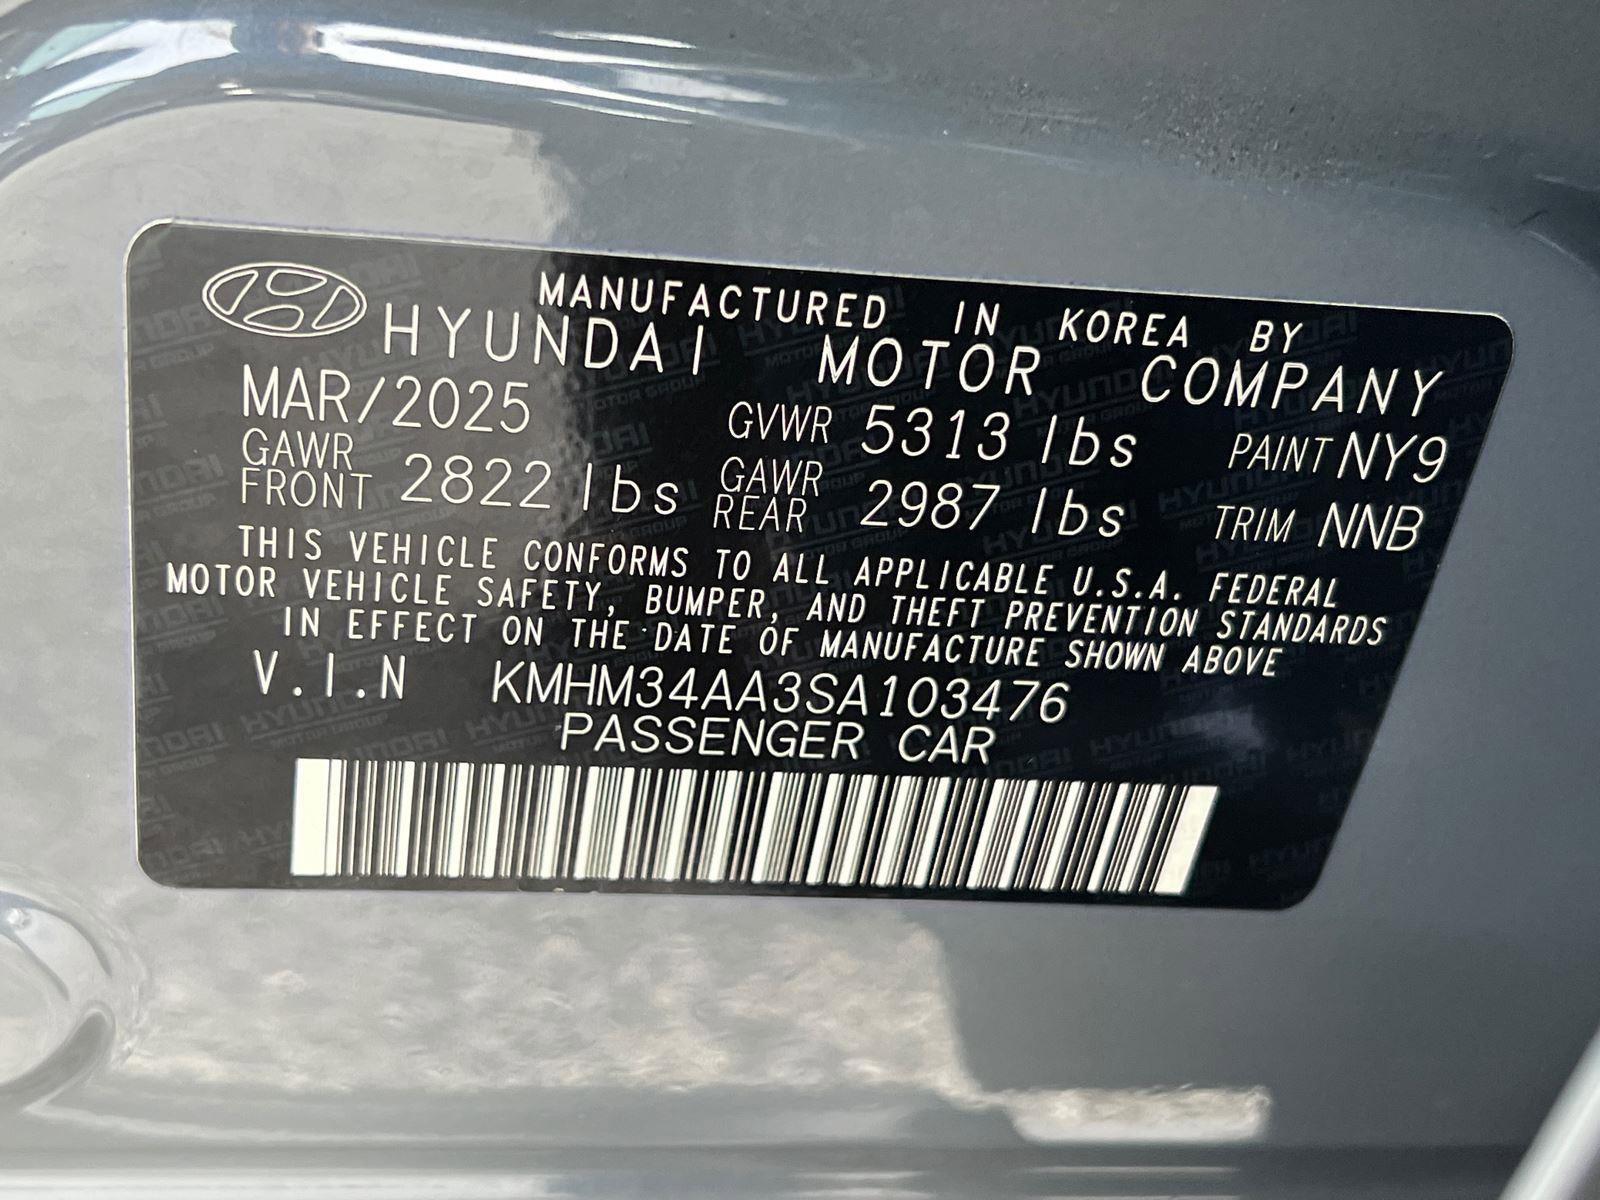 MANUFACTURED IN KOREA BY
HYUNDAI MOTOR COMPANY
MAR/2025 GVWR 5313 lbs PAINT NY9
GAWR FRONT 2822 lbs GAWR REAR 2987 lbs TRIM NNB
THIS VEHICLE CONFORMS TO ALL APPLICABLE U.S.A. FEDERAL
MOTOR VEHICLE SAFETY, BUMPER, AND THEFT PREVENTION STANDARDS
IN EFFECT ON THE DATE OF MANUFACTURE SHOWN ABOVE
V.I.N KMHM34AA3SA103476
PASSENGER CAR